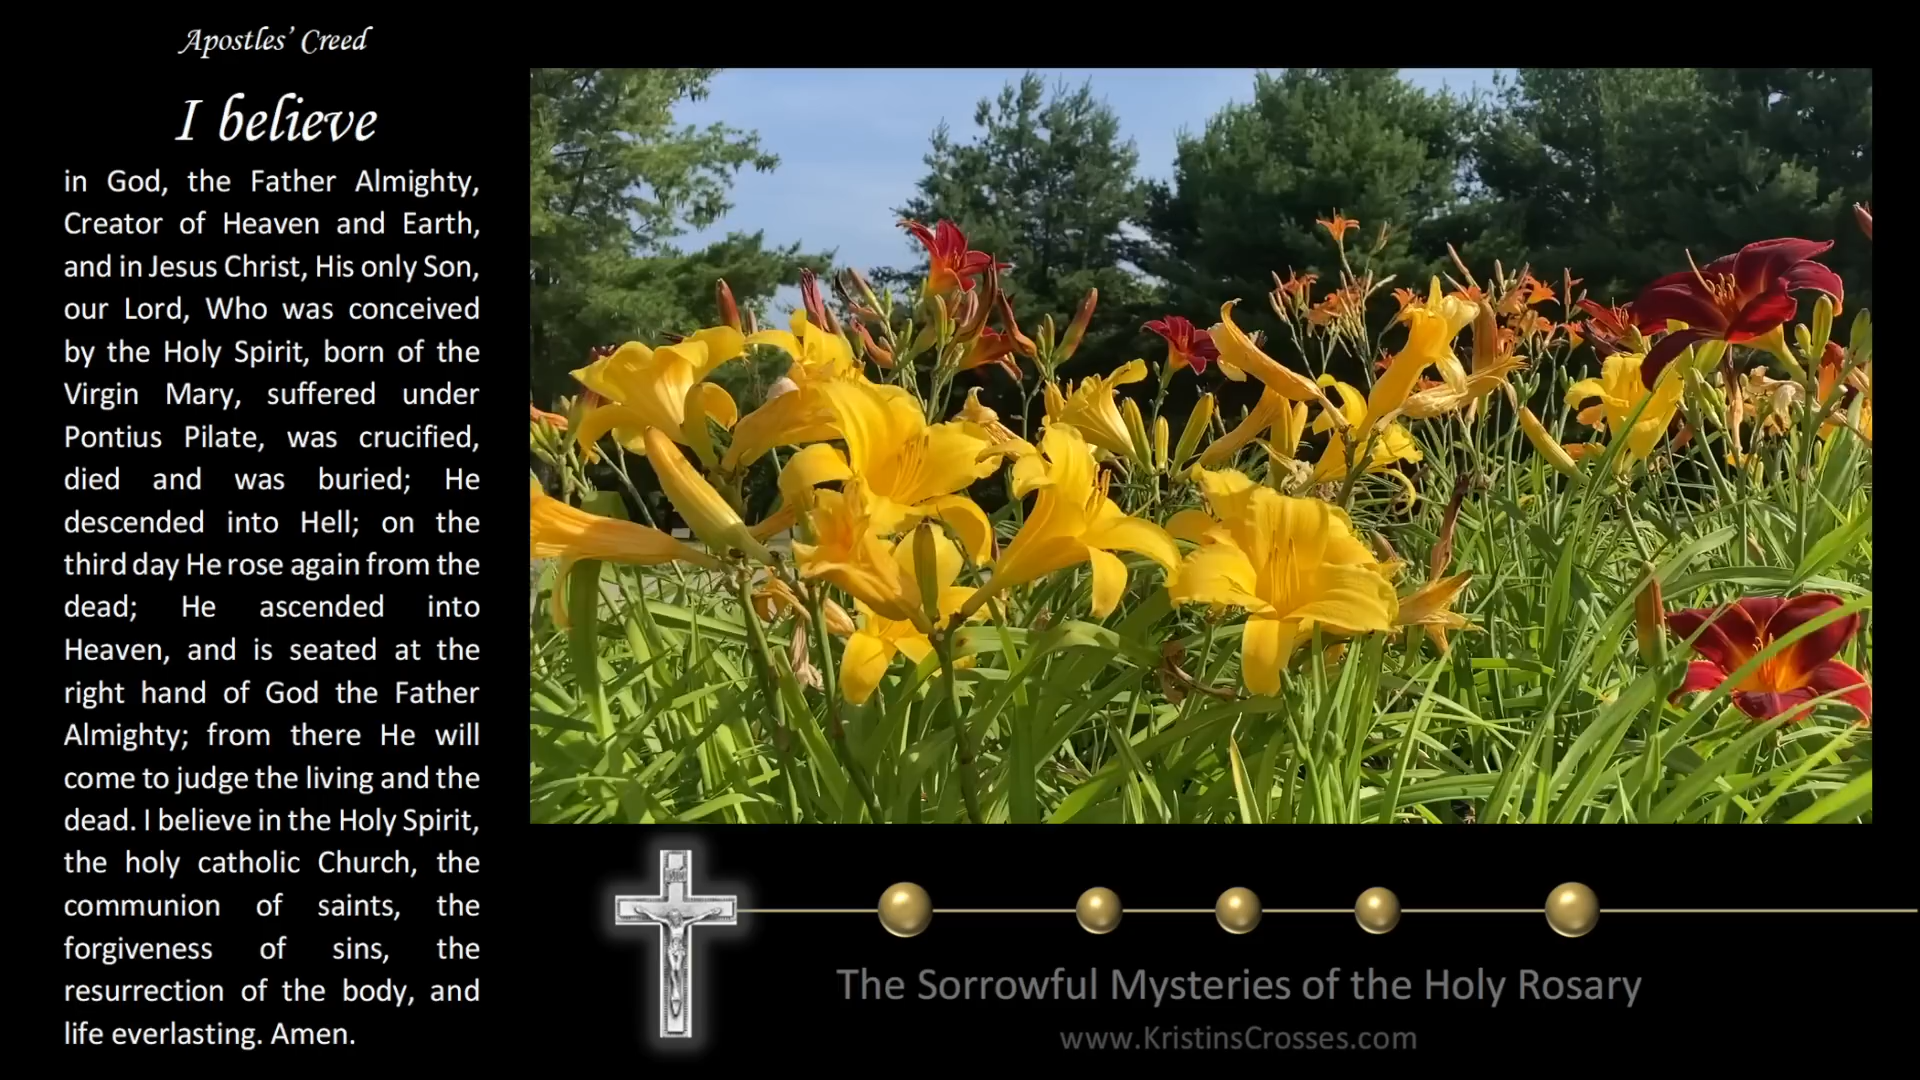 Apostles’ Creed
I believe
in God, the Father Almighty,
Creator of Heaven and Earth,
and in Jesus Christ, His only Son,
our Lord, Who was conceived
by the Holy Spirit, born of the
Virgin Mary, suffered under
Pontius Pilate, was crucified,
died and was buried; He
descended into Hell; on the
third day He rose again from the
dead; He ascended into
Heaven, and is seated at the
right hand of God the Father
Almighty; from there He will
come to judge the living and the
dead. I believe in the Holy Spirit,
the holy catholic Church, the
communion of saints, the
forgiveness of sins, the
resurrection of the body, and
life everlasting. Amen.
The Sorrowful Mysteries of the Holy Rosary
www.KristinsCrosses.com